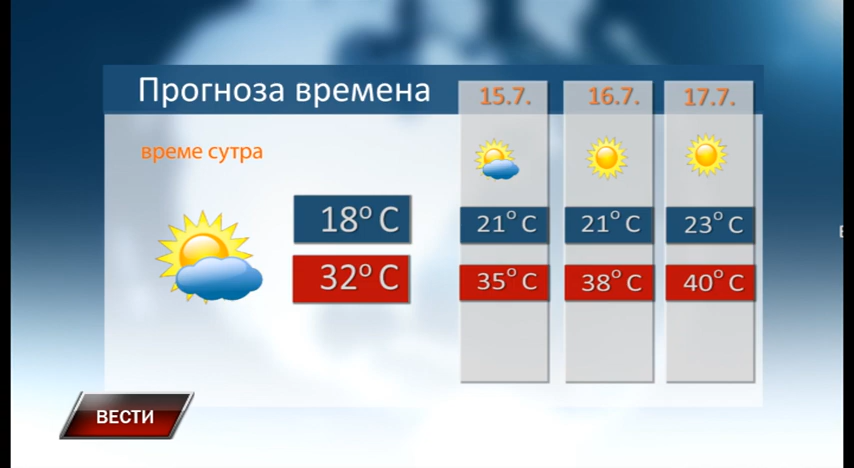 Прогноза времена
време сутра
18° C
32° C
15.7.
21° C
35° C
16.7.
21° C
38° C
17.7.
23° C
40° C
ВЕСТИ